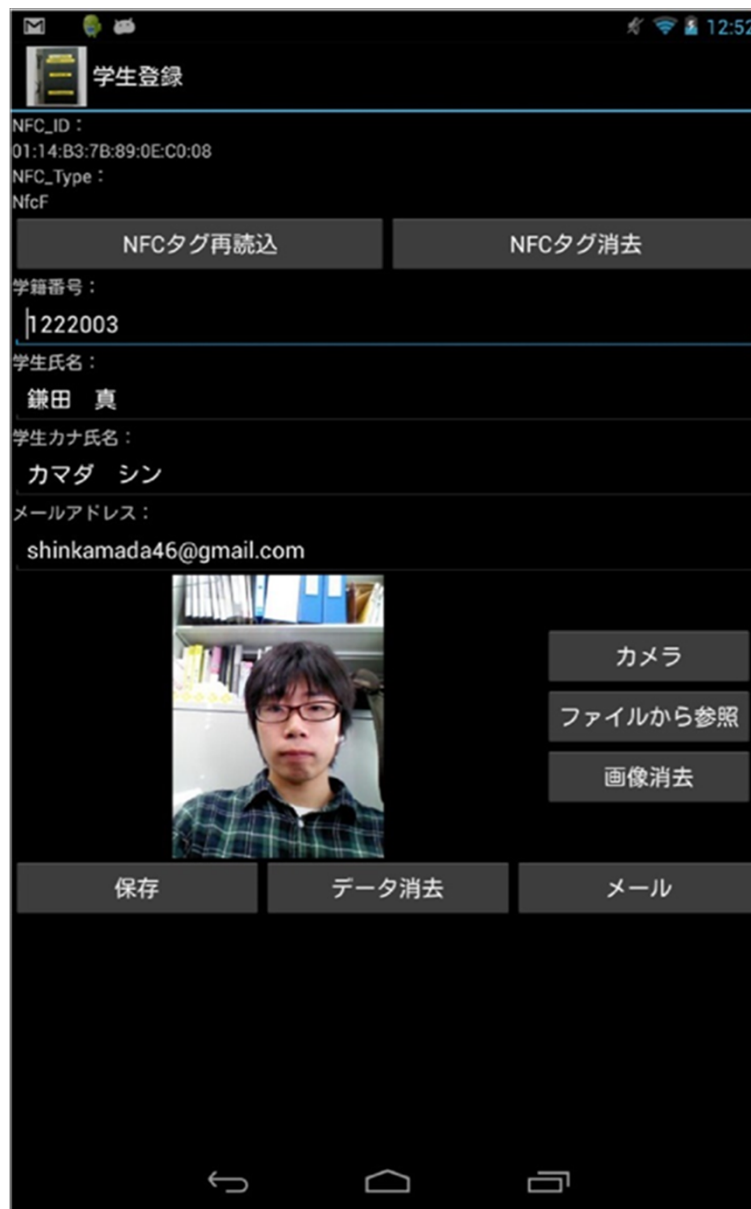 12:52
学生登録
NFC_ID：
01:14:B3:7B:89:0E:C0:08
NFC_Type：
NfcF
NFCタグ再読込 NFCタグ消去
学籍番号：
1222003
学生氏名：
鎌田　真
学生カナ氏名：
カマダ　シン
メールアドレス：
shinkamada46@gmail.com
カメラ
ファイルから参照
画像消去
保存 データ消去 メール